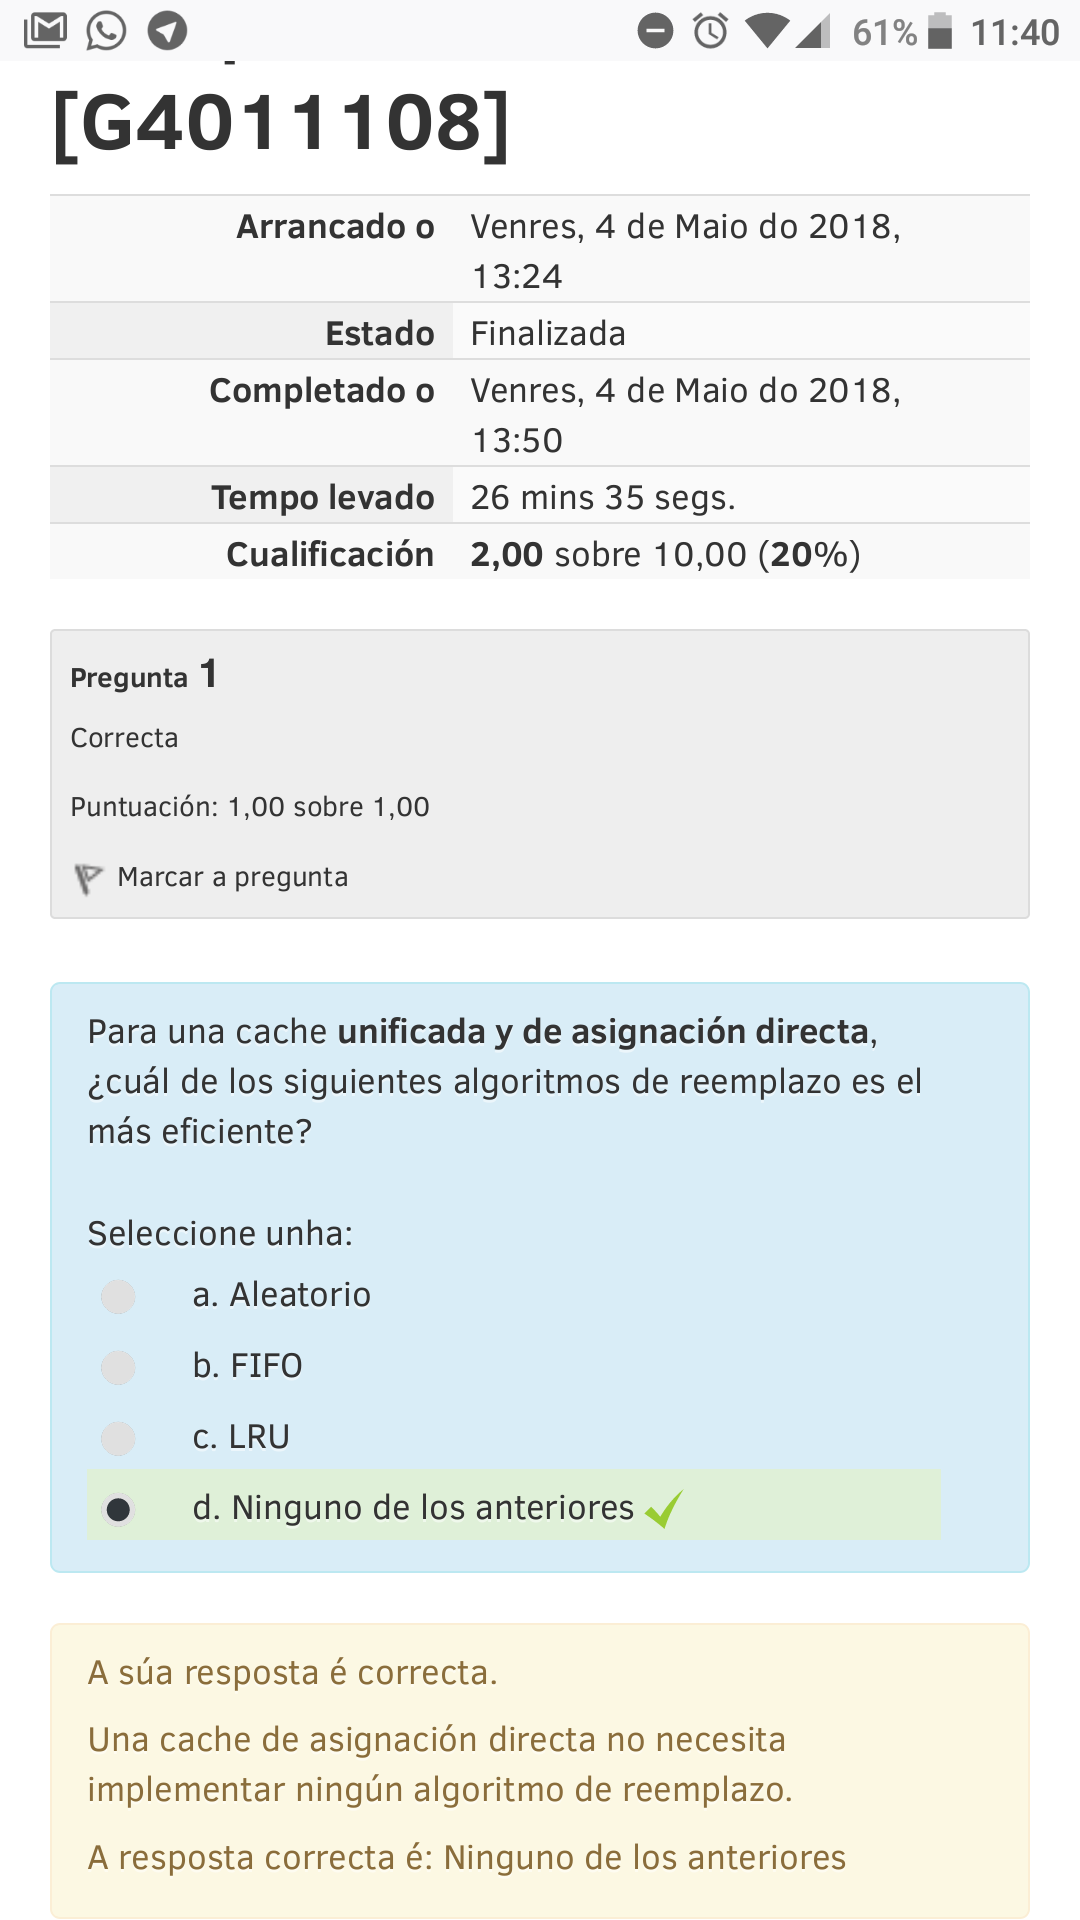 61% 11:40
[G4011108]
Arrancado o Venres, 4 de Maio do 2018,
13:24
Estado Finalizada
Completado o Venres, 4 de Maio do 2018,
13:50
Tempo levado 26 mins 35 segs.
Cualificación 2,00 sobre 10,00 (20%)
Pregunta 1
Correcta
Puntuación: 1,00 sobre 1,00
Marcar a pregunta
Para una cache unificada y de asignación directa,
¿cuál de los siguientes algoritmos de reemplazo es el
más eficiente?
Seleccione unha:
a. Aleatorio
b. FIFO
c. LRU
d. Ninguno de los anteriores
A súa resposta é correcta.
Una cache de asignación directa no necesita
implementar ningún algoritmo de reemplazo.
A resposta correcta é: Ninguno de los anteriores